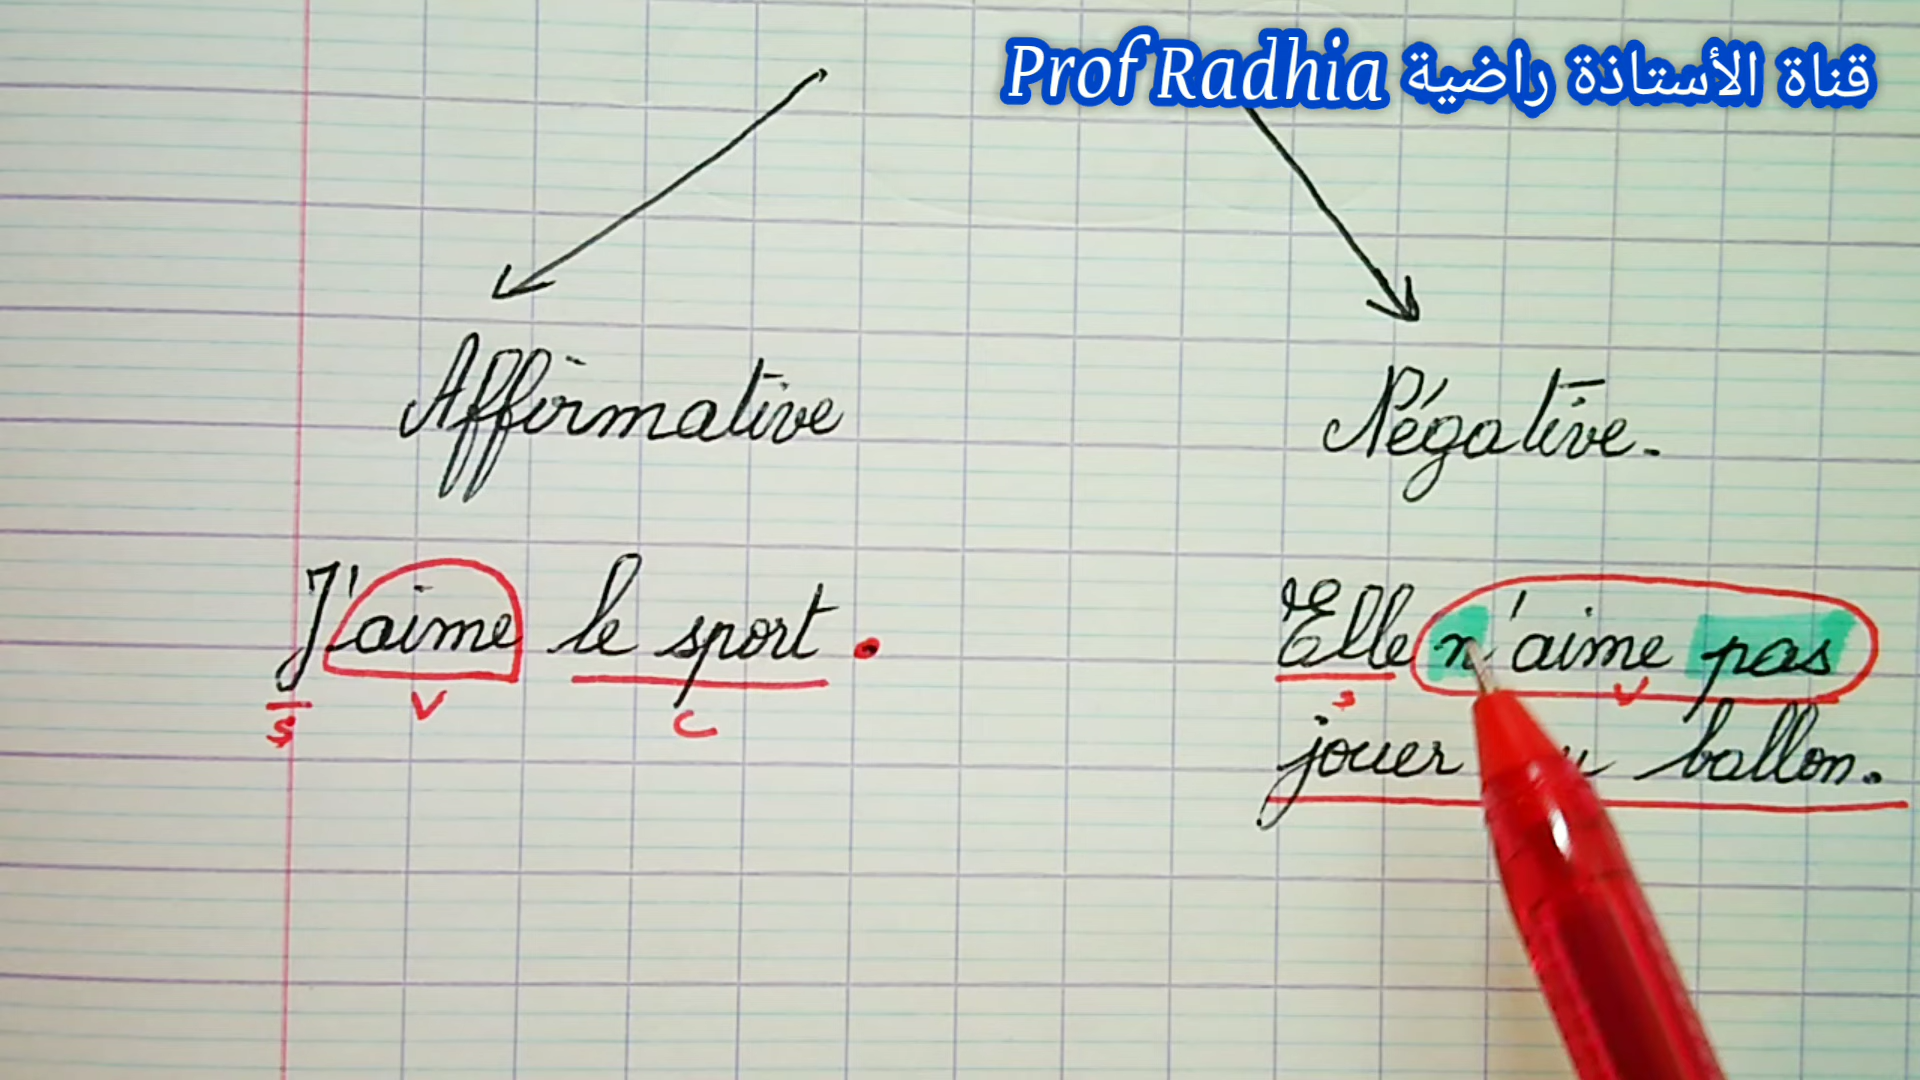 Prof Radhia قناة الأستاذة راضية
Affirmative
Négative.
J'aime le sport.
S V C
Elle n'aime pas
S V
jouer ballon.